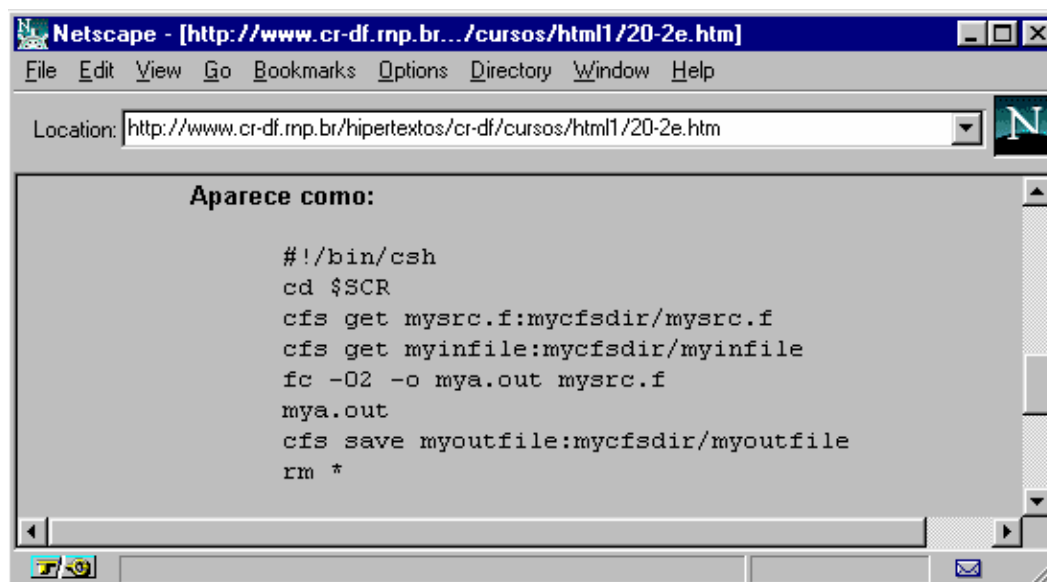 Netscape - [http://www.cr-df.rnp.br.../cursos/html1/20-2e.htm]
File Edit View Go Bookmarks Options Directory Window Help
Location: http://www.cr-df.rnp.br/hipertextos/cr-df/cursos/html1/20-2e.htm
N
Aparece como:
#!/bin/csh
cd $SCR
cfs get mysrc.f:mycfsdir/mysrc.f
cfs get myinfile:mycfsdir/myinfile
fc -O2 -o mya.out mysrc.f
mya.out
cfs save myoutfile:mycfsdir/myoutfile
rm *